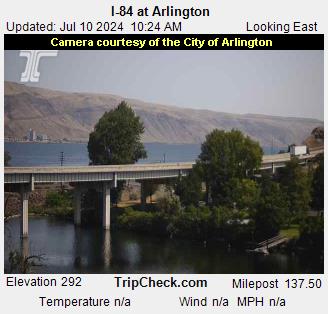 I-84 at Arlington
Updated: Jul 10 2024 10:24 AM Looking East
Camera courtesy of the City of Arlington
Elevation 292 TripCheck.com Milepost 137.50
Temperature n/a Wind n/a MPH n/a